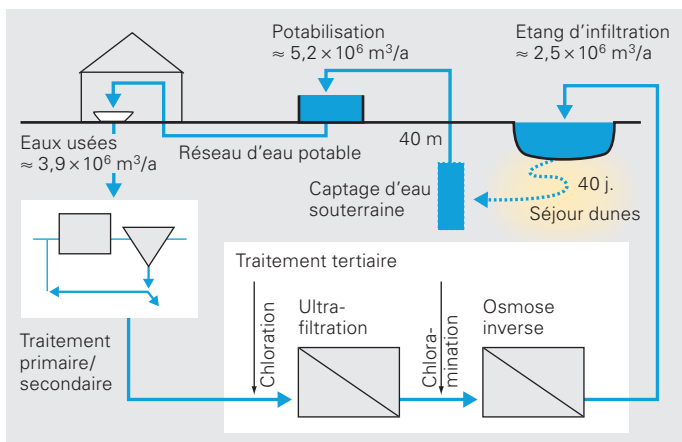 Potabilisation
≈ 5,2 × 10⁶ m³/a
Etang d’infiltration
≈ 2,5 × 10⁶ m³/a
Eaux usées
≈ 3,9 × 10⁶ m³/a
Réseau d’eau potable
40 m
Captage d’eau
souterraine
40 j.
Séjour dunes
Traitement tertiaire
Chloration
Ultra-
filtration
Chlora-
mination
Osmose
inverse
Traitement
primaire/
secondaire